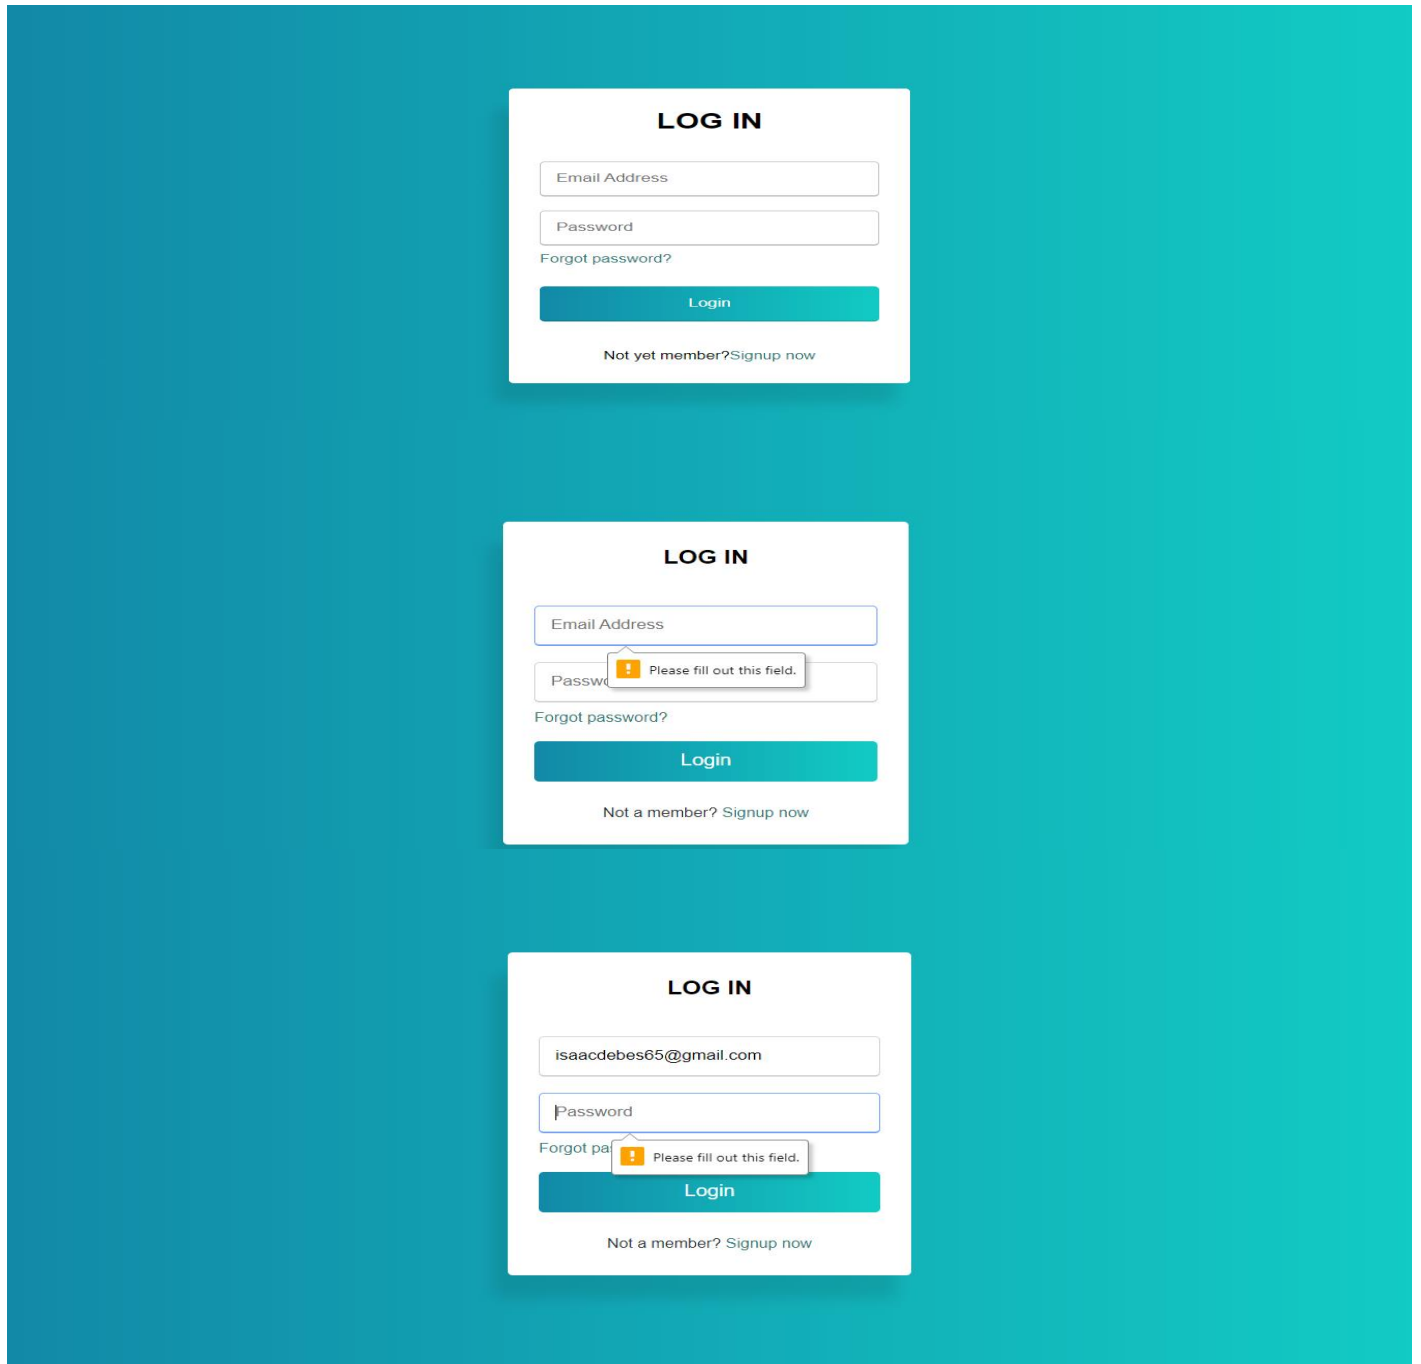 LOG IN
Email Address
Password
Forgot password?
Login
Not yet member?Signup now
LOG IN
Email Address
Please fill out this field.
Passwo
Forgot password?
Login
Not a member? Signup now
LOG IN
isaacdebes65@gmail.com
Password
Forgot pa
Please fill out this field.
Login
Not a member? Signup now